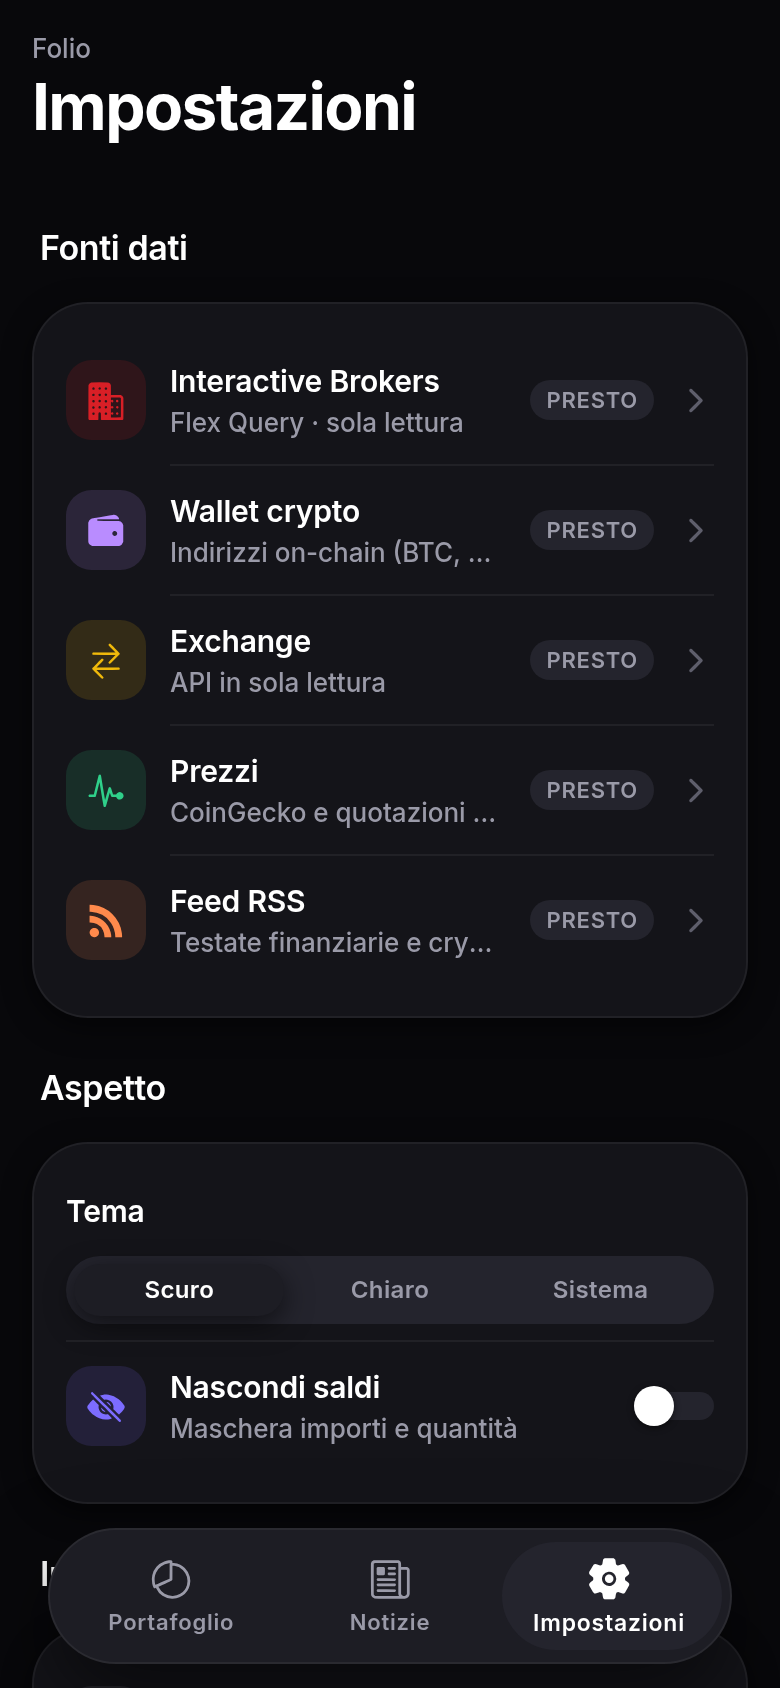 Folio
Impostazioni
Fonti dati
Interactive Brokers
Flex Query · sola lettura
PRESTO
Wallet crypto
Indirizzi on-chain (BTC, ...
PRESTO
Exchange
API in sola lettura
PRESTO
Prezzi
CoinGecko e quotazioni ...
PRESTO
Feed RSS
Testate finanziarie e cry...
PRESTO
Aspetto
Tema
Scuro
Chiaro
Sistema
Nascondi saldi
Maschera importi e quantità
Portafoglio
Notizie
Impostazioni